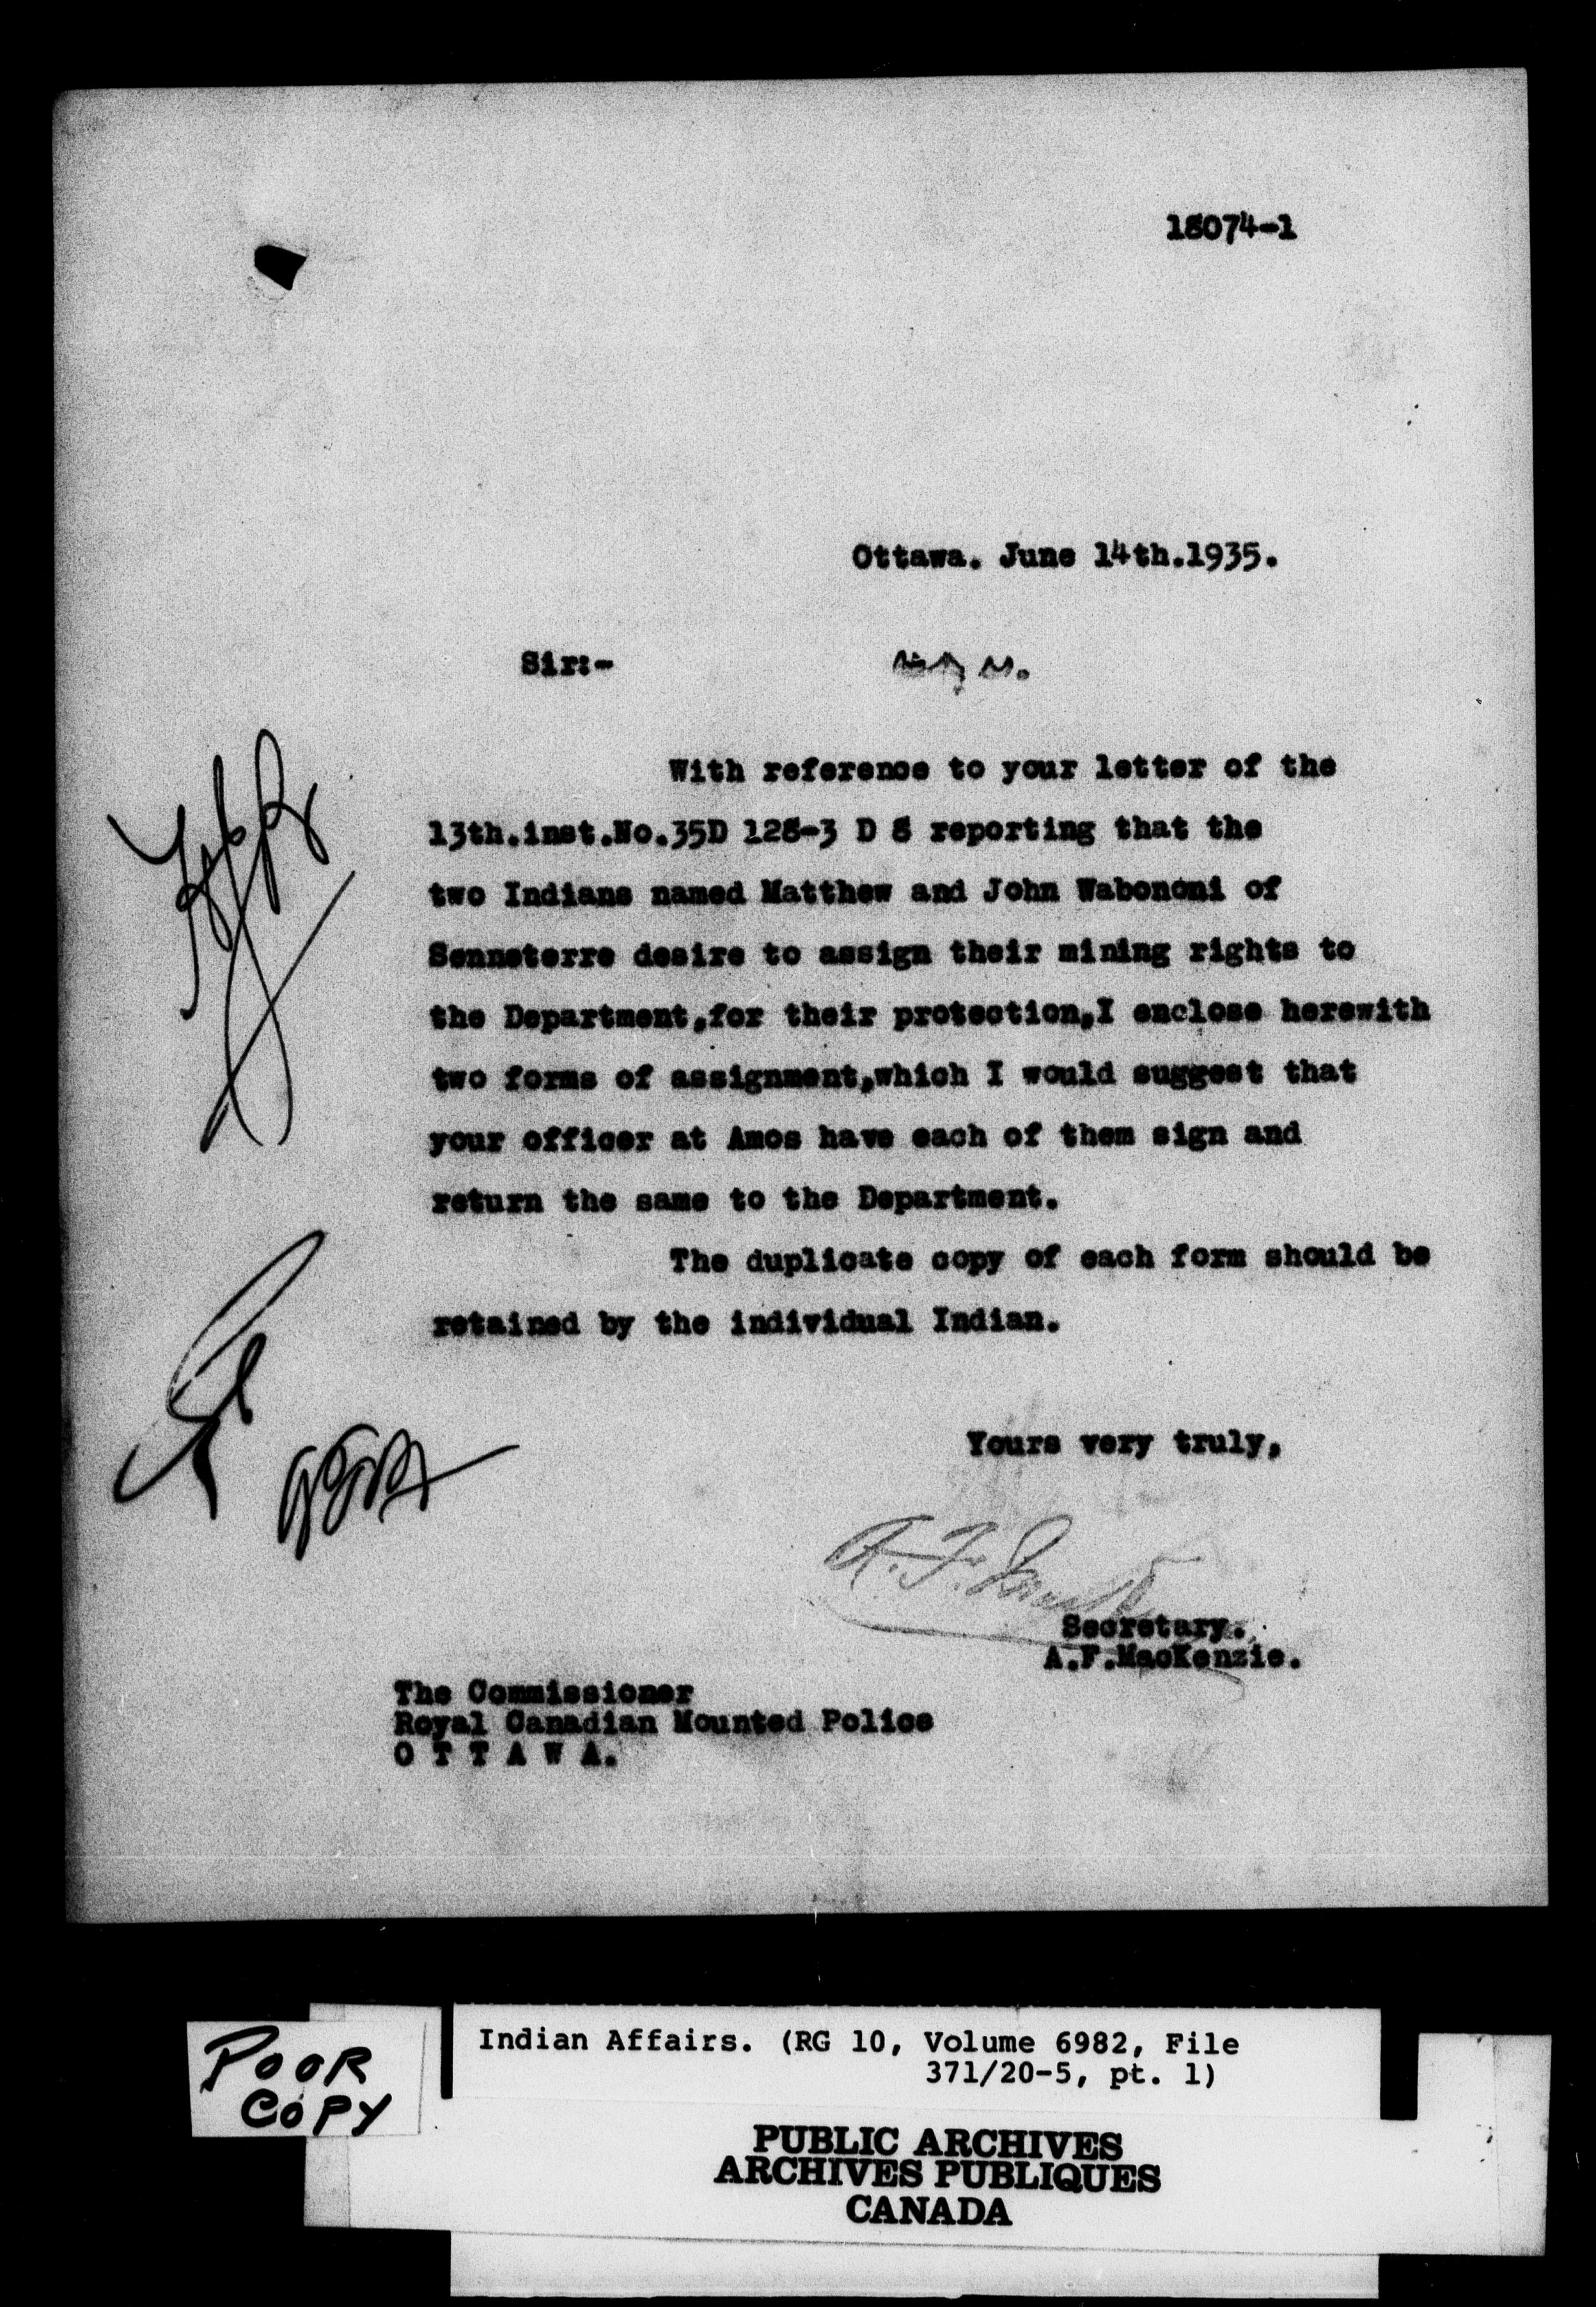 18074-1
Ottawa. June 14th.1935.
Sir:-
With reference to your letter of the
13th.inst.No.35D 128-3 D 8 reporting that the
two Indians named Matthew and John Wabononi of
Senneterre desire to assign their mining rights to
the Department,for their protection,I enclose herewith
two forms of assignment,which I would suggest that
your officer at Amos have each of them sign and
return the same to the Department.
The duplicate copy of each form should be
retained by the individual Indian.
Yours very truly,
A. F.
Secretary.
A.F.MacKenzie.
The Commissioner
Royal Canadian Mounted Police
O T T A W A.
POOR
COPY
Indian Affairs. (RG 10, Volume 6982, File
371/20-5, pt. 1)
PUBLIC ARCHIVES
ARCHIVES PUBLIQUES
CANADA